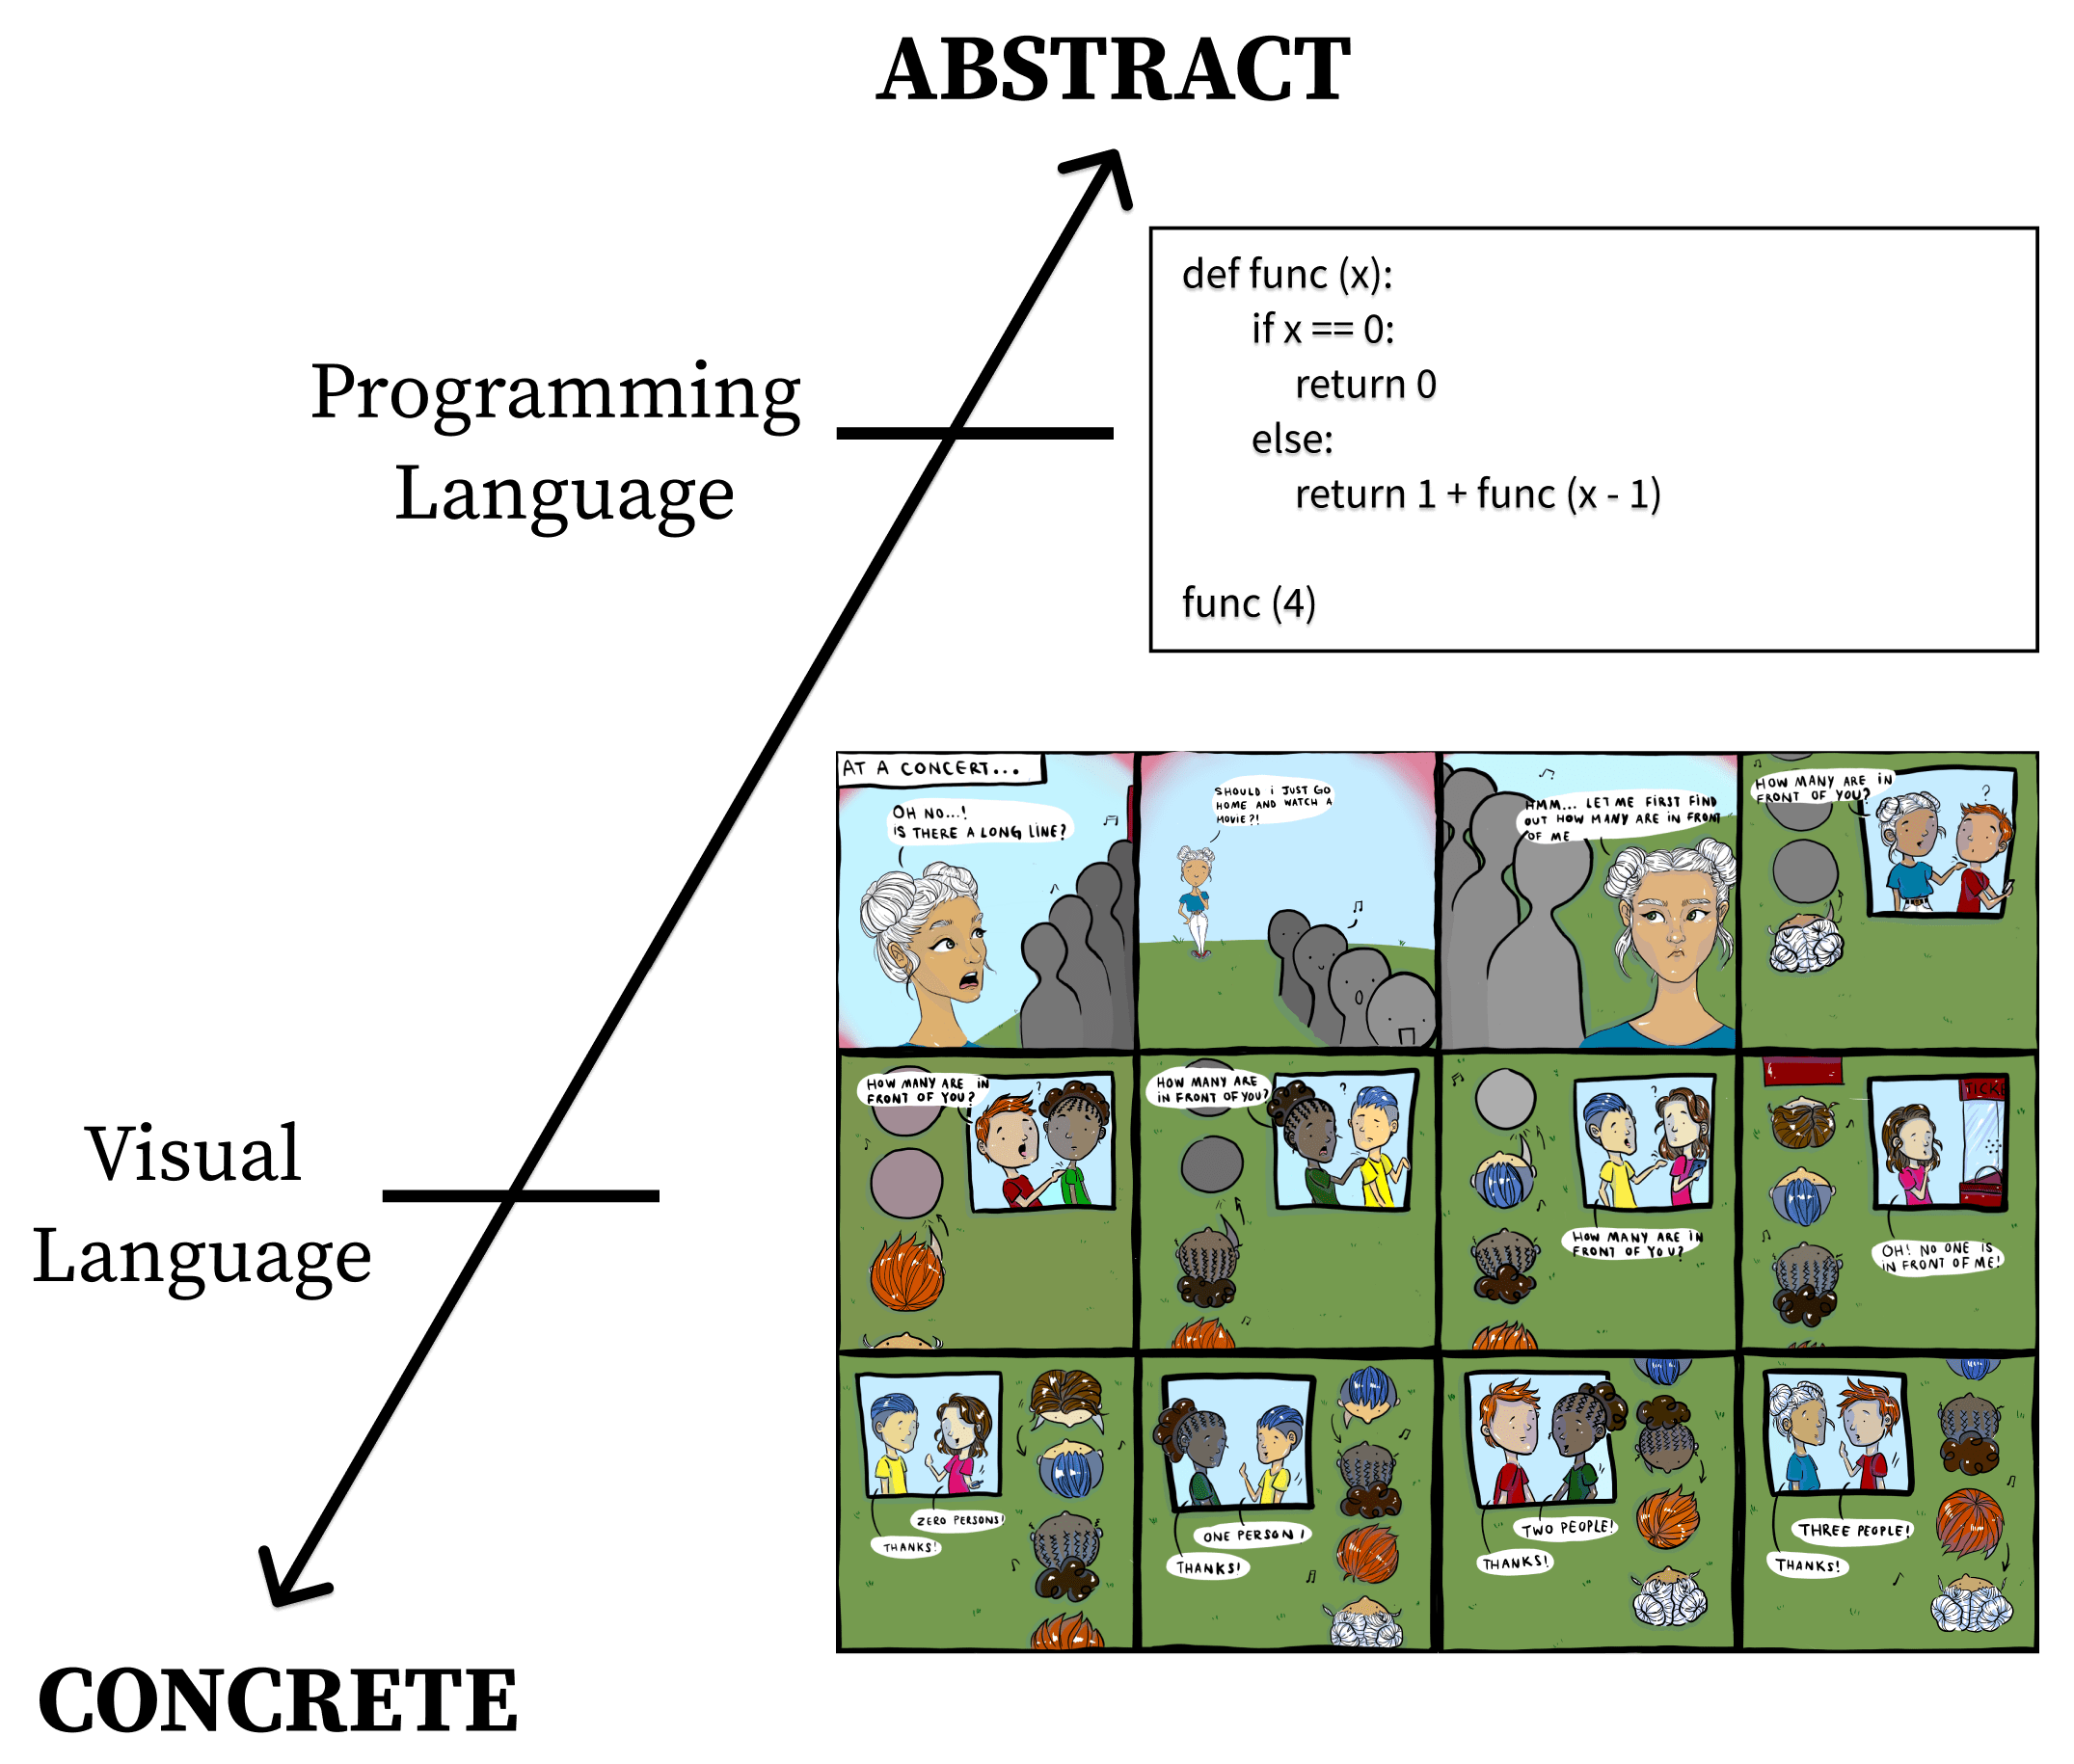 ABSTRACT
Programming
Language
def func (x):
if x == 0:
return 0
else:
return 1 + func (x - 1)
func (4)
AT A CONCERT...
OH NO...!
IS THERE A LONG LINE?
SHOULD I JUST GO
HOME AND WATCH A
MOVIE?!
HMM... LET ME FIRST FIND
OUT HOW MANY ARE IN FRONT
OF ME
HOW MANY ARE IN
FRONT OF YOU?
Visual
Language
HOW MANY ARE IN
FRONT OF YOU?
HOW MANY ARE
IN FRONT OF YOU?
HOW MANY ARE IN
FRONT OF YOU?
TICK
OH! NO ONE IS
IN FRONT OF ME!
ZERO PERSONS!
THANKS!
ONE PERSON!
THANKS!
TWO PEOPLE!
THANKS!
THREE PEOPLE!
THANKS!
CONCRETE